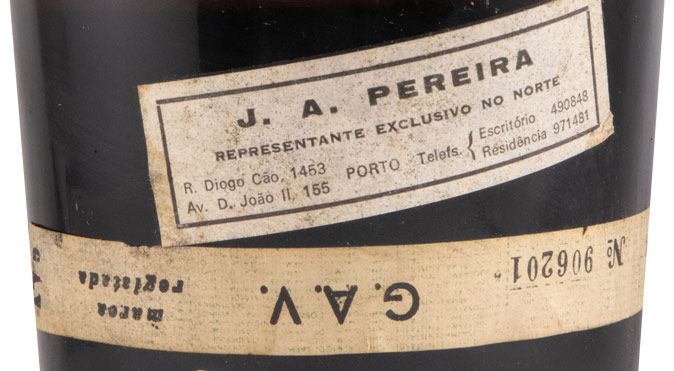 J. A. PEREIRA
REPRESENTANTE EXCLUSIVO NO NORTE
R. Diogo Cão, 1453
Av. D. João II, 155
PORTO Telefs.
Escritório 490848
Residência 971481
Nº 906201
G.A.V.
marca
registada